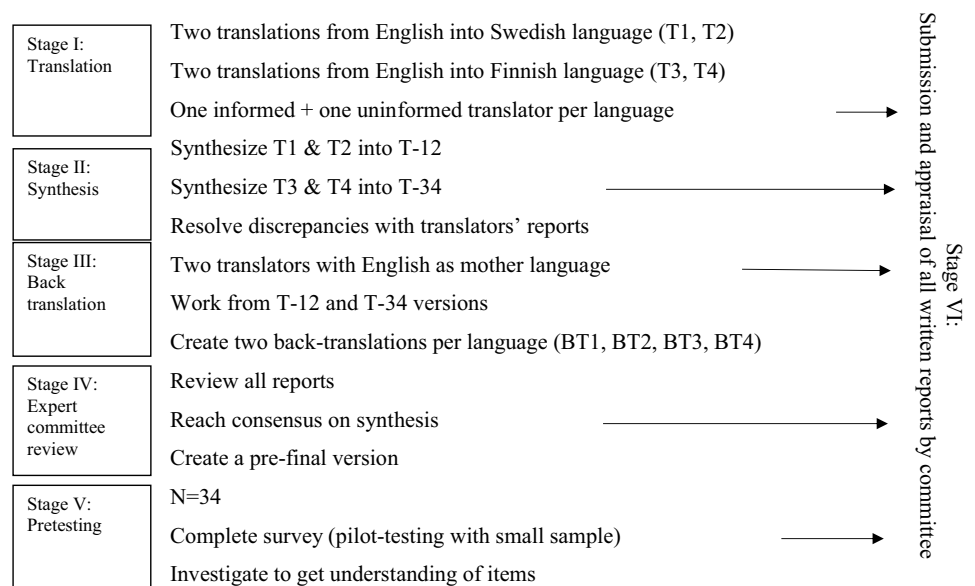 Stage I:
Translation
Two translations from English into Swedish language (T1, T2)
Two translations from English into Finnish language (T3, T4)
One informed + one uninformed translator per language
Stage II:
Synthesis
Synthesize T1 & T2 into T-12
Synthesize T3 & T4 into T-34
Resolve discrepancies with translators’ reports
Stage III:
Back
translation
Two translators with English as mother language
Work from T-12 and T-34 versions
Create two back-translations per language (BT1, BT2, BT3, BT4)
Stage IV:
Expert
committee
review
Review all reports
Reach consensus on synthesis
Create a pre-final version
Stage V:
Pretesting
N=34
Complete survey (pilot-testing with small sample)
Investigate to get understanding of items
Stage VI:
Submission and appraisal of all written reports by committee